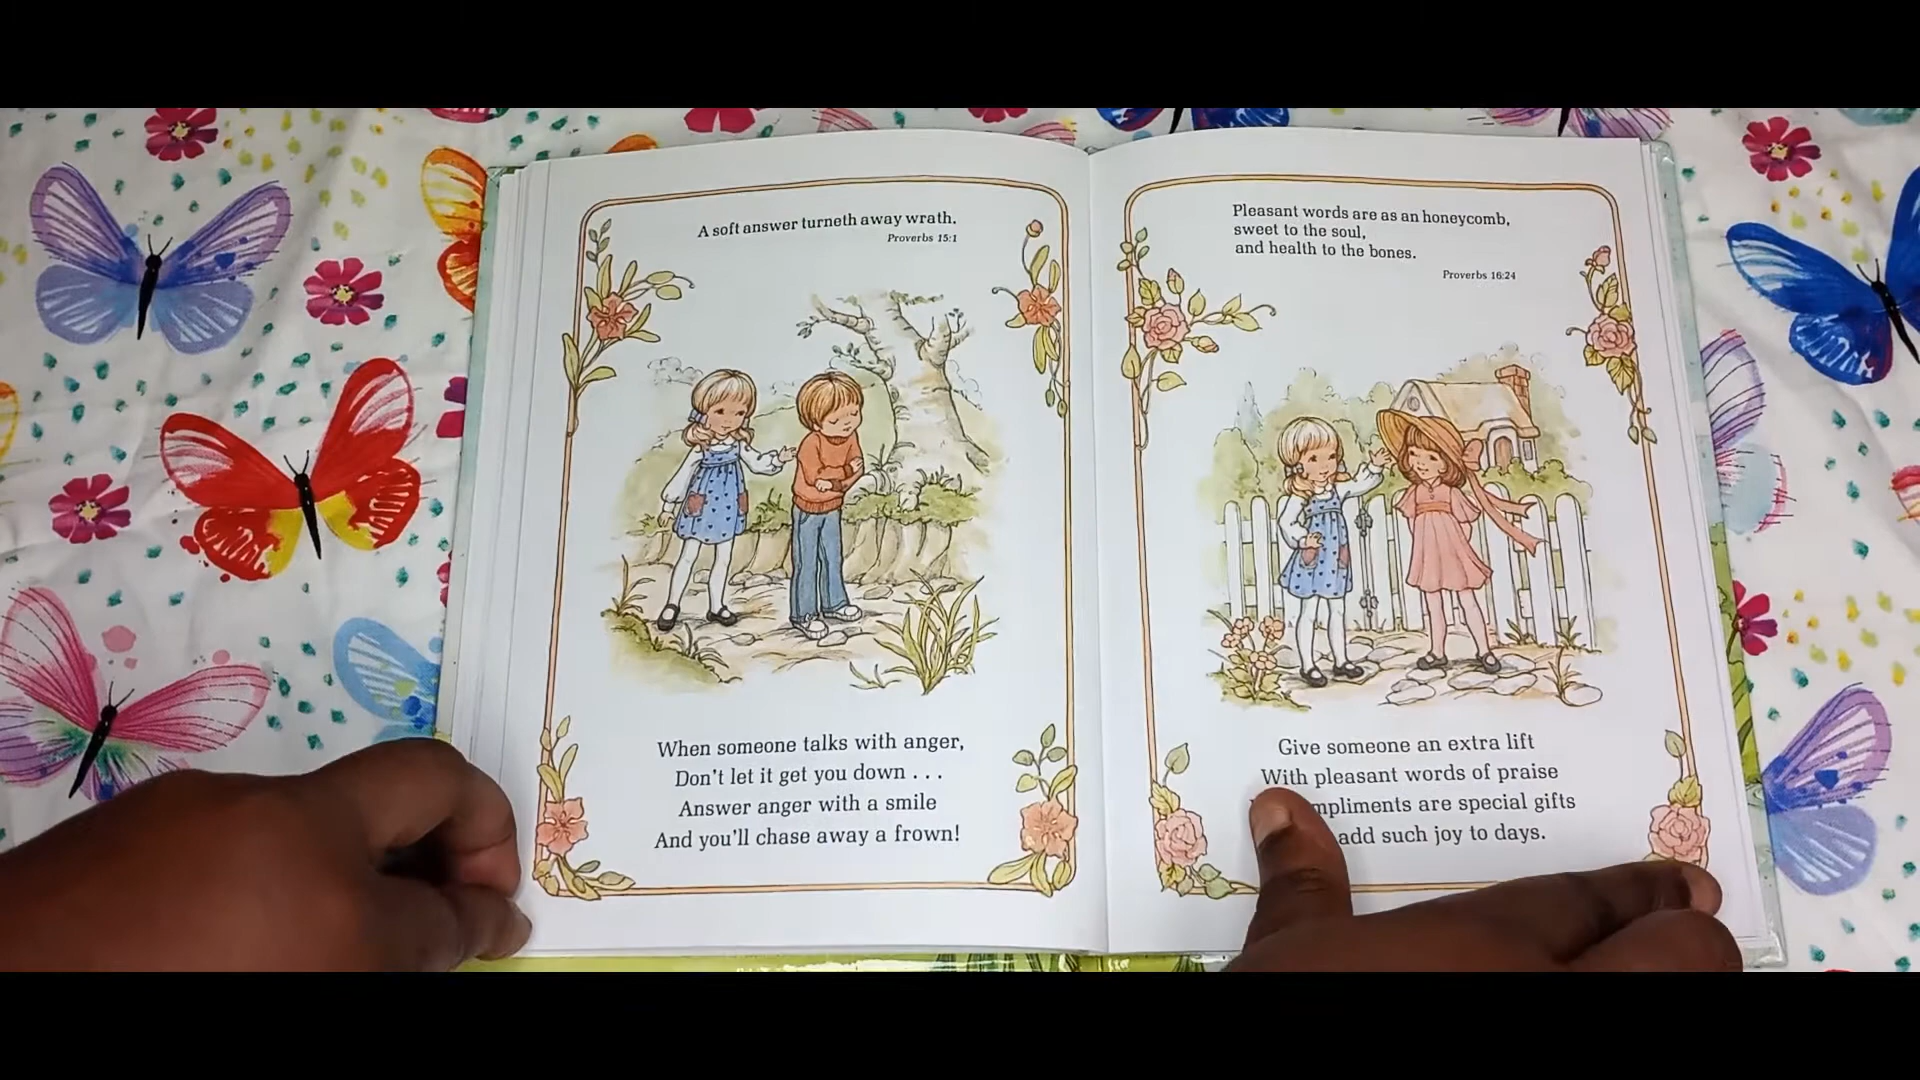 A soft answer turneth away wrath.
Proverbs 15:1
When someone talks with anger,
Don't let it get you down . . .
Answer anger with a smile
And you'll chase away a frown!
Pleasant words are as an honeycomb,
sweet to the soul,
and health to the bones.
Proverbs 16:24
Give someone an extra lift
With pleasant words of praise
are special gifts
add such joy to days.